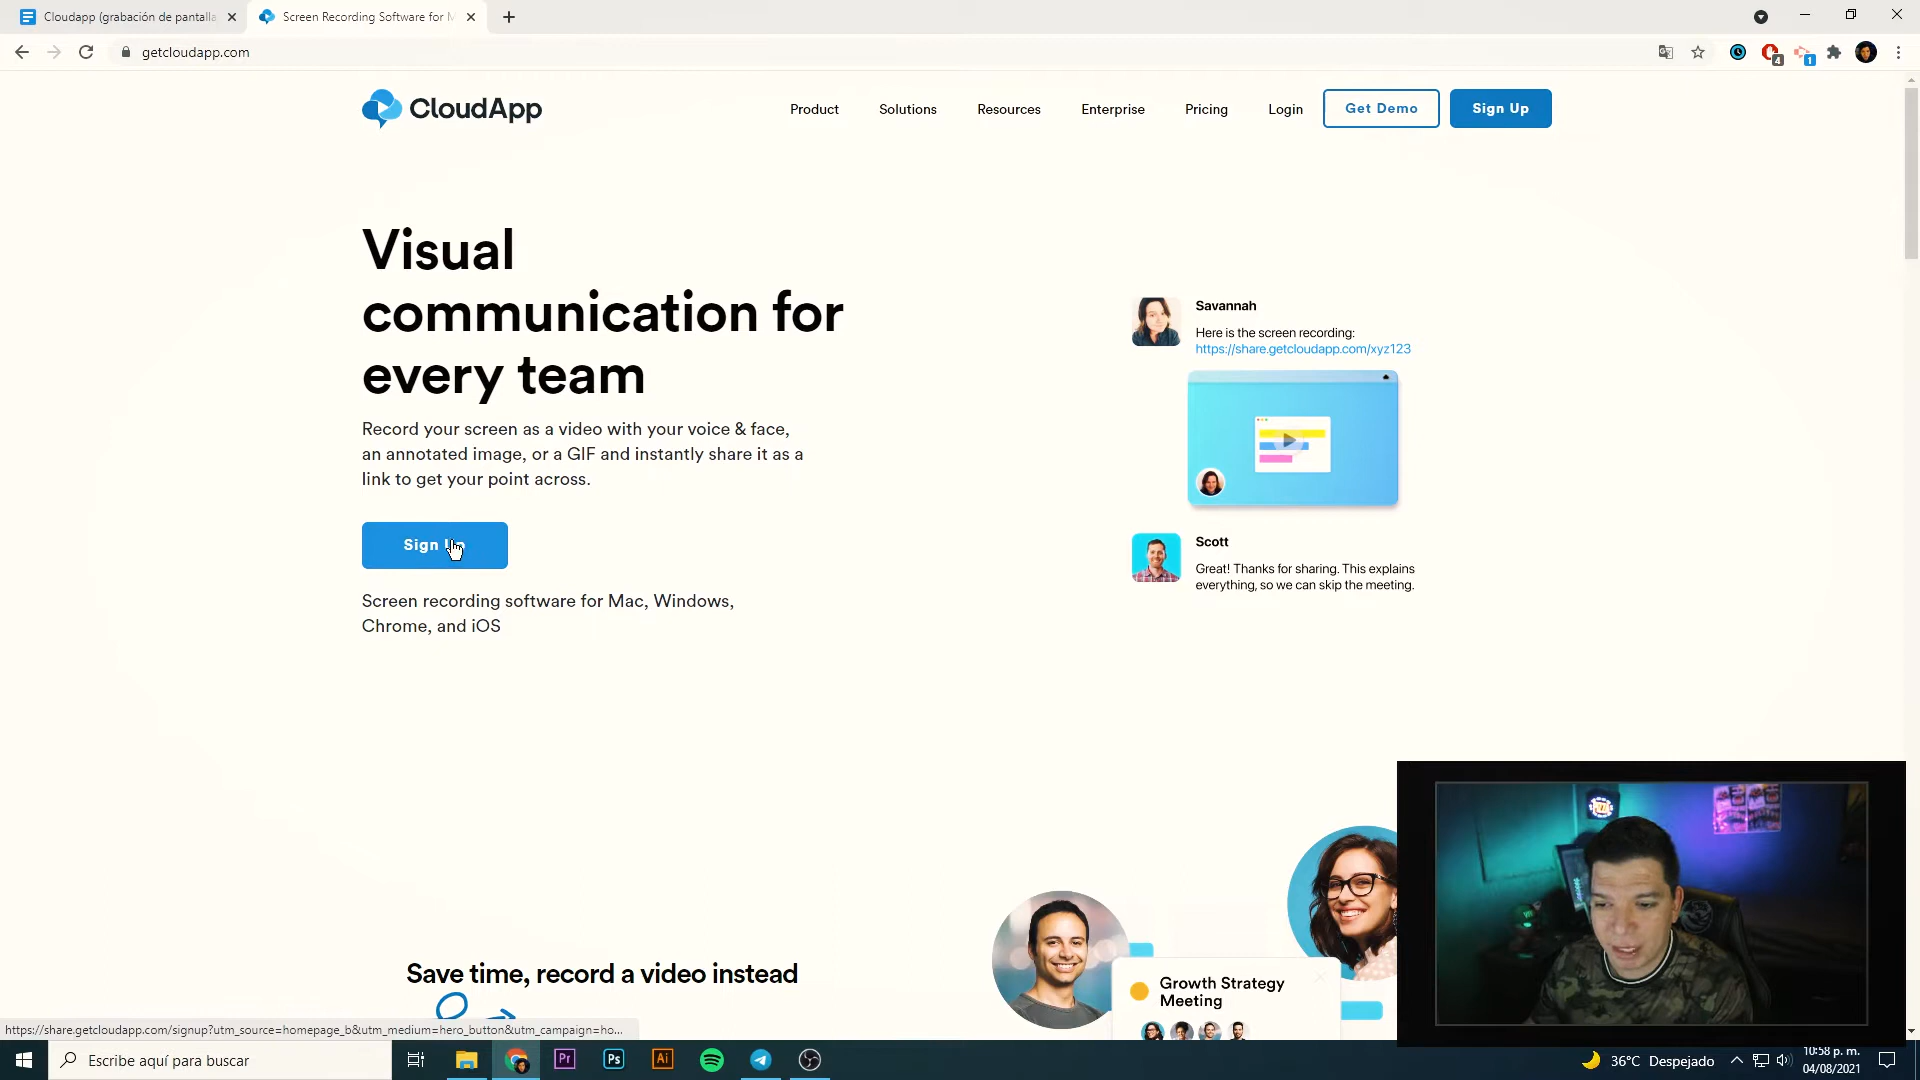 Cloudapp (grabación de pantalla
Screen Recording Software for M
getcloudapp.com
4
1
CloudApp
Product
Solutions
Resources
Enterprise
Pricing
Login
Get Demo
Sign Up
Visual
communication for
every team
Record your screen as a video with your voice & face,
an annotated image, or a GIF and instantly share it as a
link to get your point across.
Sign Up
Screen recording software for Mac, Windows,
Chrome, and iOS
Savannah
Here is the screen recording:
https://share.getcloudapp.com/xyz123
Scott
Great! Thanks for sharing. This explains
everything, so we can skip the meeting.
Save time, record a video instead
Growth Strategy
Meeting
https://share.getcloudapp.com/signup?utm_source=homepage_b&utm_medium=hero_button&utm_campaign=ho...
Escribe aquí para buscar
Pr
Ps
Ai
36°C Despejado
10:58 p. m.
04/08/2021